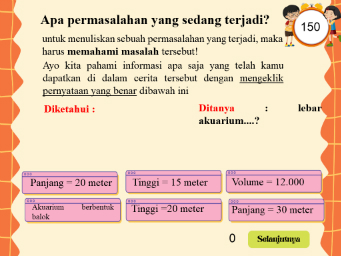 Apa permasalahan yang sedang terjadi?
150
untuk menuliskan sebuah permasalahan yang terjadi, maka
harus memahami masalah tersebut!
Ayo kita pahami informasi apa saja yang telah kamu
dapatkan di dalam cerita tersebut dengan mengeklik
pernyataan yang benar dibawah ini
Diketahui :
Ditanya : lebar
akuarium....?
Panjang = 20 meter
Tinggi = 15 meter
Volume = 12.000
Akuarium berbentuk
balok
Tinggi =20 meter
Panjang = 30 meter
0
Selanjutnya